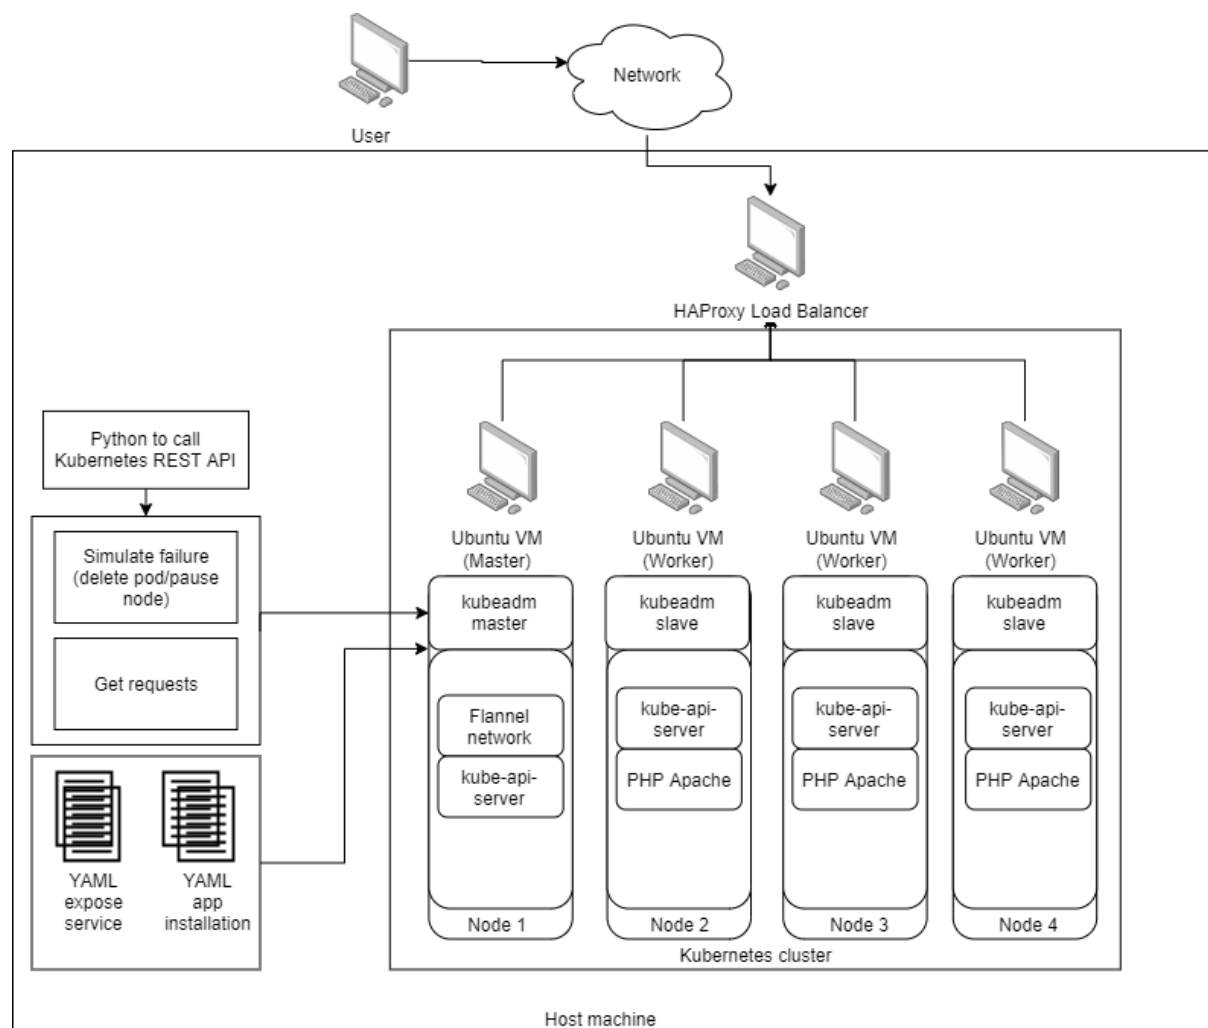 Network
User
HAProxy Load Balancer
Python to call
Kubernetes REST API
Simulate failure
(delete pod/pause
node)
Get requests
YAML
expose
service
YAML
app
installation
Ubuntu VM
(Master)
kubeadm
master
Flannel
network
kube-api-
server
Node 1
Ubuntu VM
(Worker)
kubeadm
slave
kube-api-
server
PHP Apache
Node 2
Ubuntu VM
(Worker)
kubeadm
slave
kube-api-
server
PHP Apache
Node 3
Ubuntu VM
(Worker)
kubeadm
slave
kube-api-
server
PHP Apache
Node 4
Kubernetes cluster
Host machine